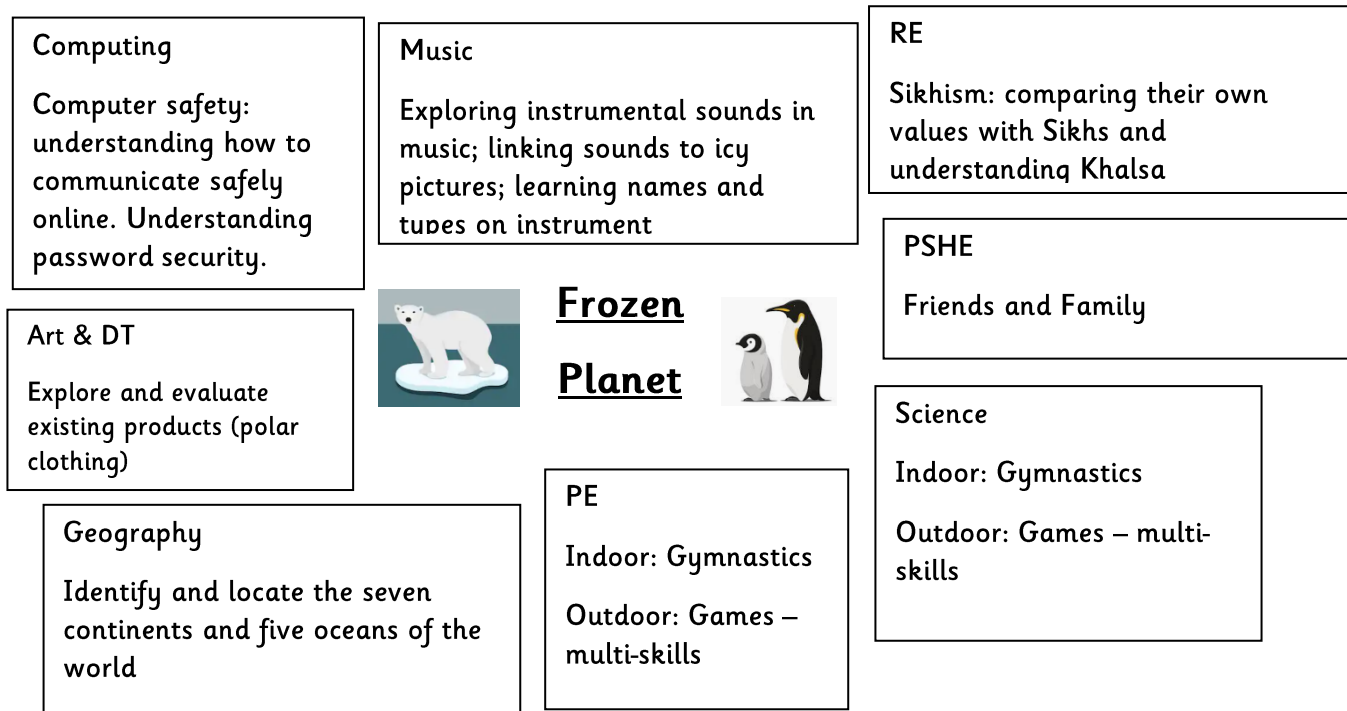 Computing
Computer safety:
understanding how to
communicate safely
online. Understanding
password security.
Music
Exploring instrumental sounds in
music; linking sounds to icy
pictures; learning names and
types on instrument
RE
Sikhism: comparing their own
values with Sikhs and
understanding Khalsa
PSHE
Friends and Family
Frozen
Planet
Art & DT
Explore and evaluate
existing products (polar
clothing)
Science
Indoor: Gymnastics
Outdoor: Games – multi-
skills
Geography
Identify and locate the seven
continents and five oceans of the
world
PE
Indoor: Gymnastics
Outdoor: Games –
multi-skills